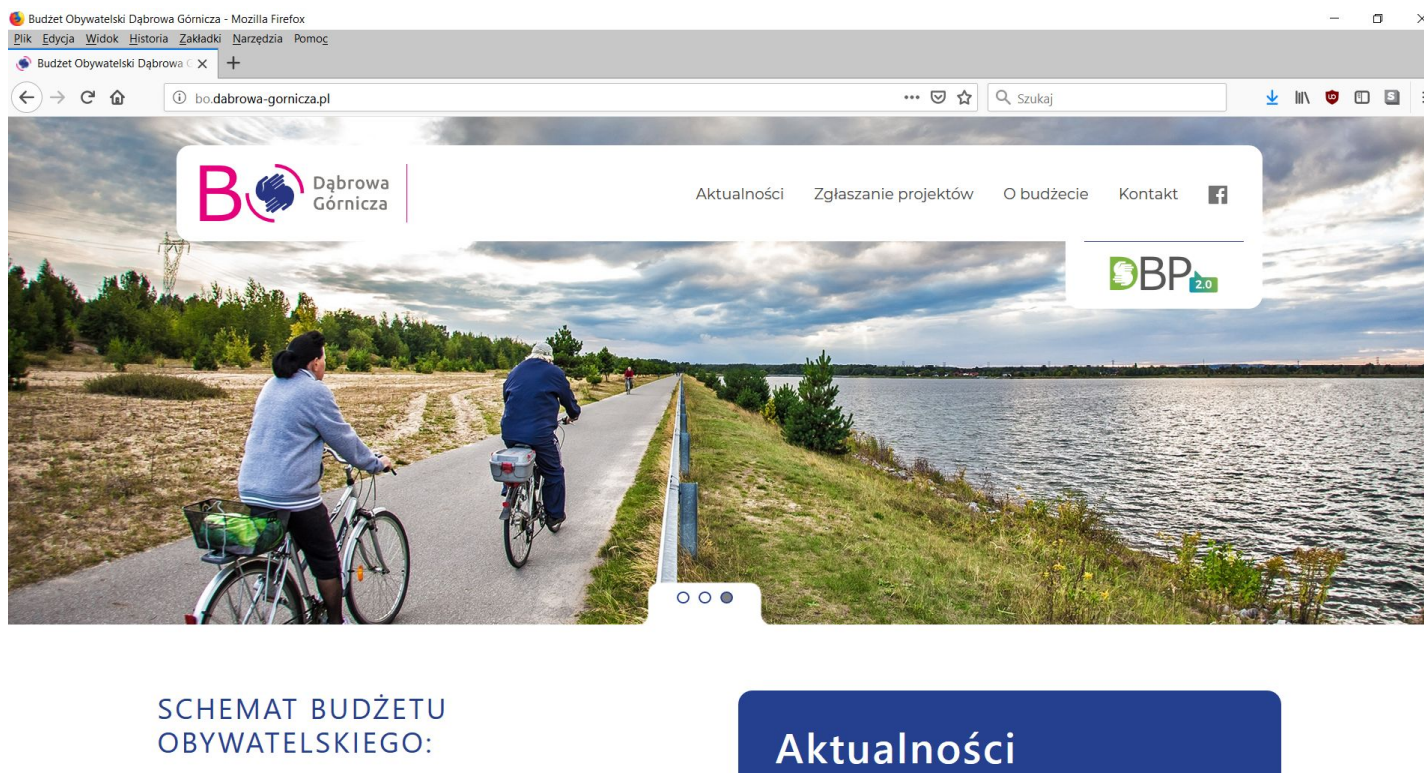 Budżet Obywatelski Dąbrowa Górnicza - Mozilla Firefox
Plik Edycja Widok Historia Zakładki Narzędzia Pomoc
Budżet Obywatelski Dąbrowa G
bo.dabrowa-gornicza.pl
Szukaj
BO Dąbrowa
Górnicza
Aktualności Zgłaszanie projektów O budżecie Kontakt
DBP 2.0
SCHEMAT BUDŻETU
OBYWATELSKIEGO:
Aktualności